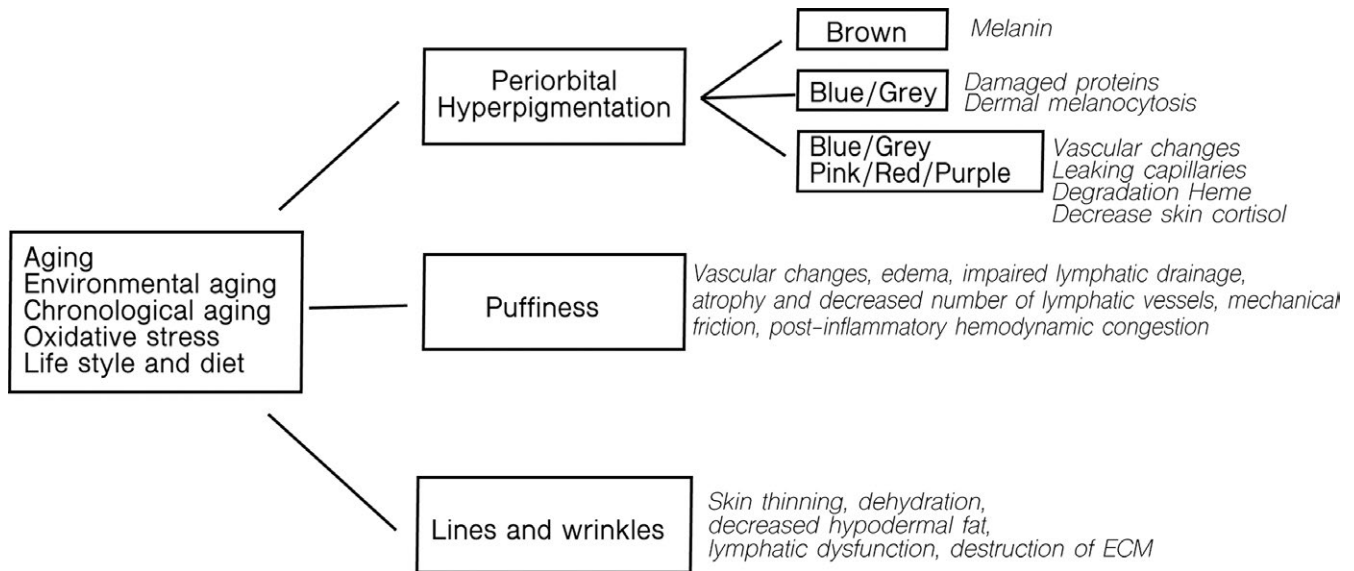 Aging
Environmental aging
Chronological aging
Oxidative stress
Life style and diet
Periorbital
Hyperpigmentation
Brown
Melanin
Blue/Grey
Damaged proteins
Dermal melanocytosis
Blue/Grey
Pink/Red/Purple
Vascular changes
Leaking capillaries
Degradation Heme
Decrease skin cortisol
Puffiness
Vascular changes, edema, impaired lymphatic drainage,
atrophy and decreased number of lymphatic vessels, mechanical
friction, post-inflammatory hemodynamic congestion
Lines and wrinkles
Skin thinning, dehydration,
decreased hypodermal fat,
lymphatic dysfunction, destruction of ECM